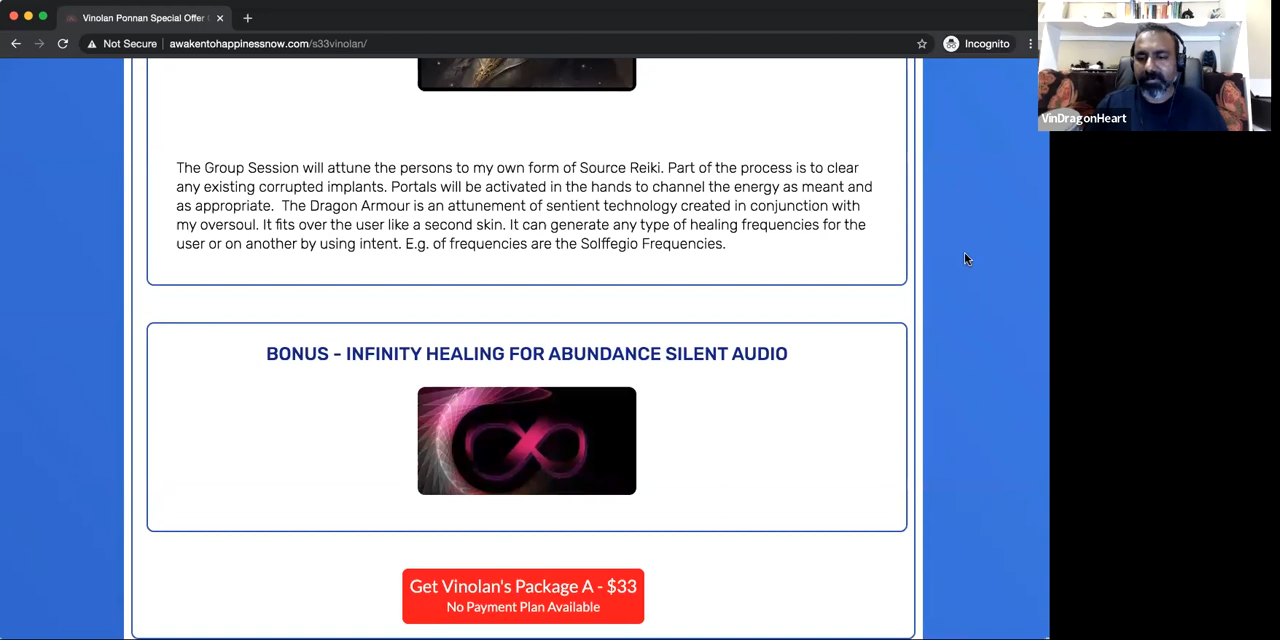 Vinolan Ponnan Special Offer
Not Secure
awakentohappinessnow.com/s33vinolan/
Incognito
VinDragonHeart
The Group Session will attune the persons to my own form of Source Reiki. Part of the process is to clear
any existing corrupted implants. Portals will be activated in the hands to channel the energy as meant and
as appropriate. The Dragon Armour is an attunement of sentient technology created in conjunction with
my oversoul. It fits over the user like a second skin. It can generate any type of healing frequencies for the
user or on another by using intent. E.g. of frequencies are the Solffegio Frequencies.
BONUS - INFINITY HEALING FOR ABUNDANCE SILENT AUDIO
Get Vinolan's Package A - $33
No Payment Plan Available